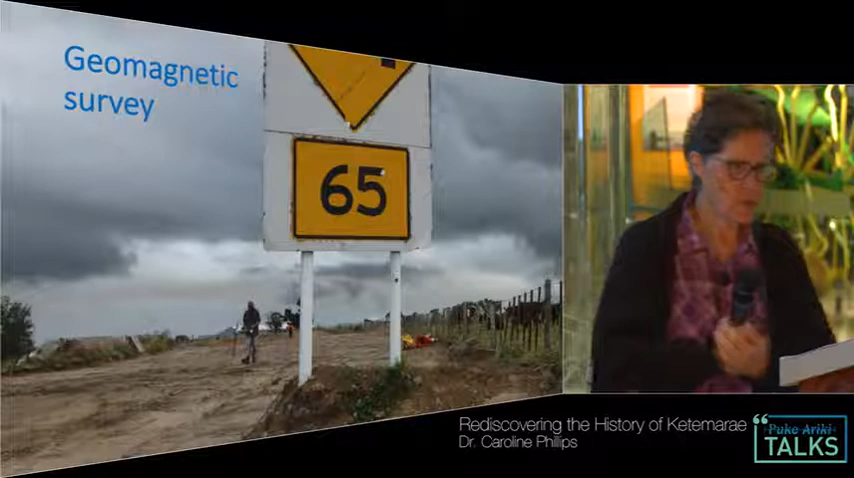 Geomagnetic
survey
65
Rediscovering the History of Ketemarae
Dr. Caroline Phillips
Puke Ariki
TALKS